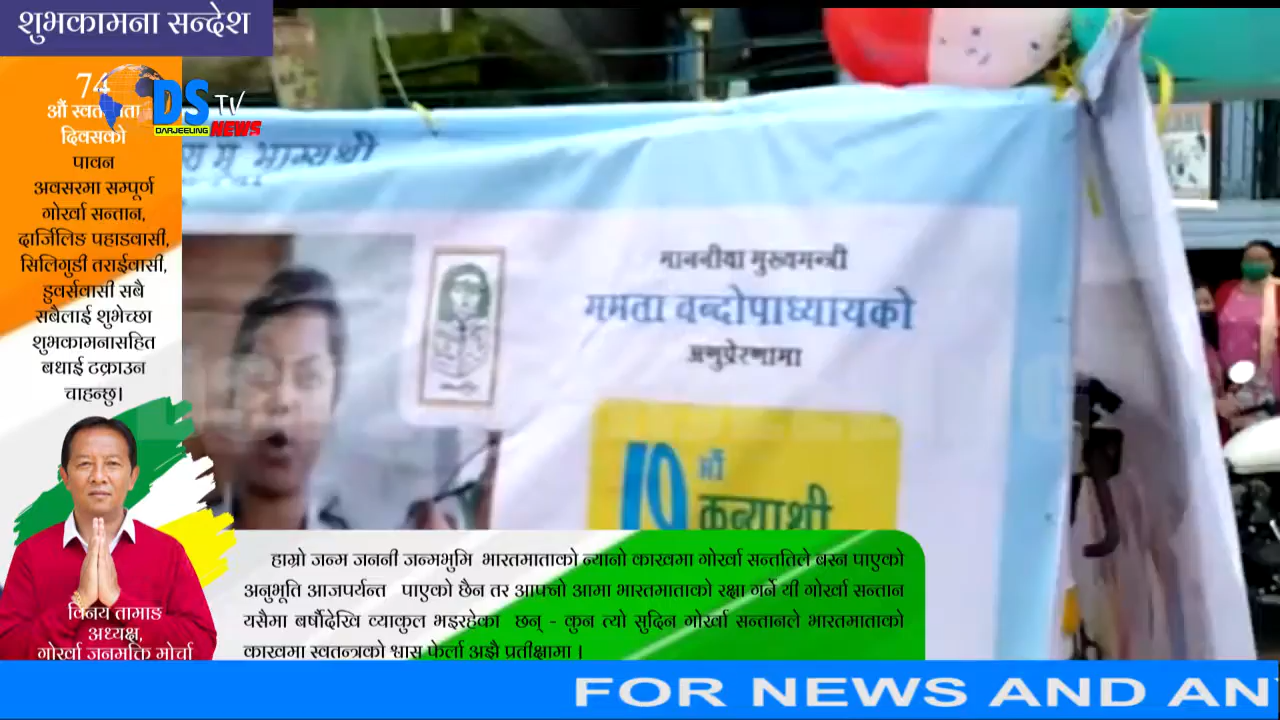 शुभकामना सन्देश
74
औं स्वतन्त्रता
दिवसको
पावन
अवसरमा सम्पूर्ण
गोर्खा सन्तान,
दार्जिलिङ पहाडवासी,
सिलिगुडी तराईवासी,
डुवर्सवासी सबै
सबैलाई शुभेच्छा
शुभकामनासहित
बधाई टक्राउन
चाहन्छु।
DS TV
DARJEELING NEWS
म भाग्यश्री
माननीया मुख्यमन्त्री
ममता वन्दोपाध्यायको
अणुप्रेरणामा
७औं
कन्याश्री
हाम्रो जन्म जननी जन्मभुमि भारतमाताको न्यानो काखमा गोर्खा सन्ततिले बस्न पाएको
अनुभूति आजपर्यन्त पाएको छैन तर आफ्नो आमा भारतमाताको रक्षा गर्ने यी गोर्खा सन्तान
यसैमा बर्षौंदेखि व्याकुल भइरहेका छन् - कुन त्यो सुदिन गोर्खा सन्तानले भारतमाताको
काखमा स्वतन्त्रको श्वास फेर्ला अझै प्रतीक्षामा ।
विनय तामाङ
अध्यक्ष,
गोर्खा जनमुक्ति मोर्चा
FOR NEWS AND AN